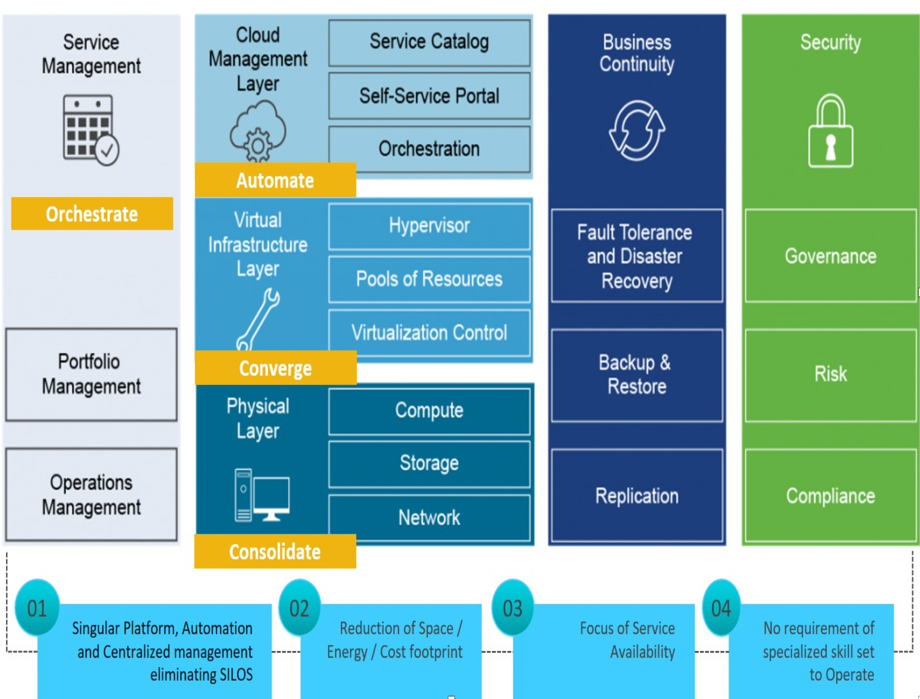 Service
Management
Orchestrate
Portfolio
Management
Operations
Management
Cloud
Management
Layer
Service Catalog
Self-Service Portal
Orchestration
Automate
Virtual
Infrastructure
Layer
Hypervisor
Pools of Resources
Virtualization Control
Converge
Physical
Layer
Compute
Storage
Network
Consolidate
Business
Continuity
Fault Tolerance
and Disaster
Recovery
Backup &
Restore
Replication
Security
Governance
Risk
Compliance
01
Singular Platform, Automation
and Centralized management
eliminating SILOS
02
Reduction of Space /
Energy / Cost footprint
03
Focus of Service
Availability
04
No requirement of
specialized skill set
to Operate